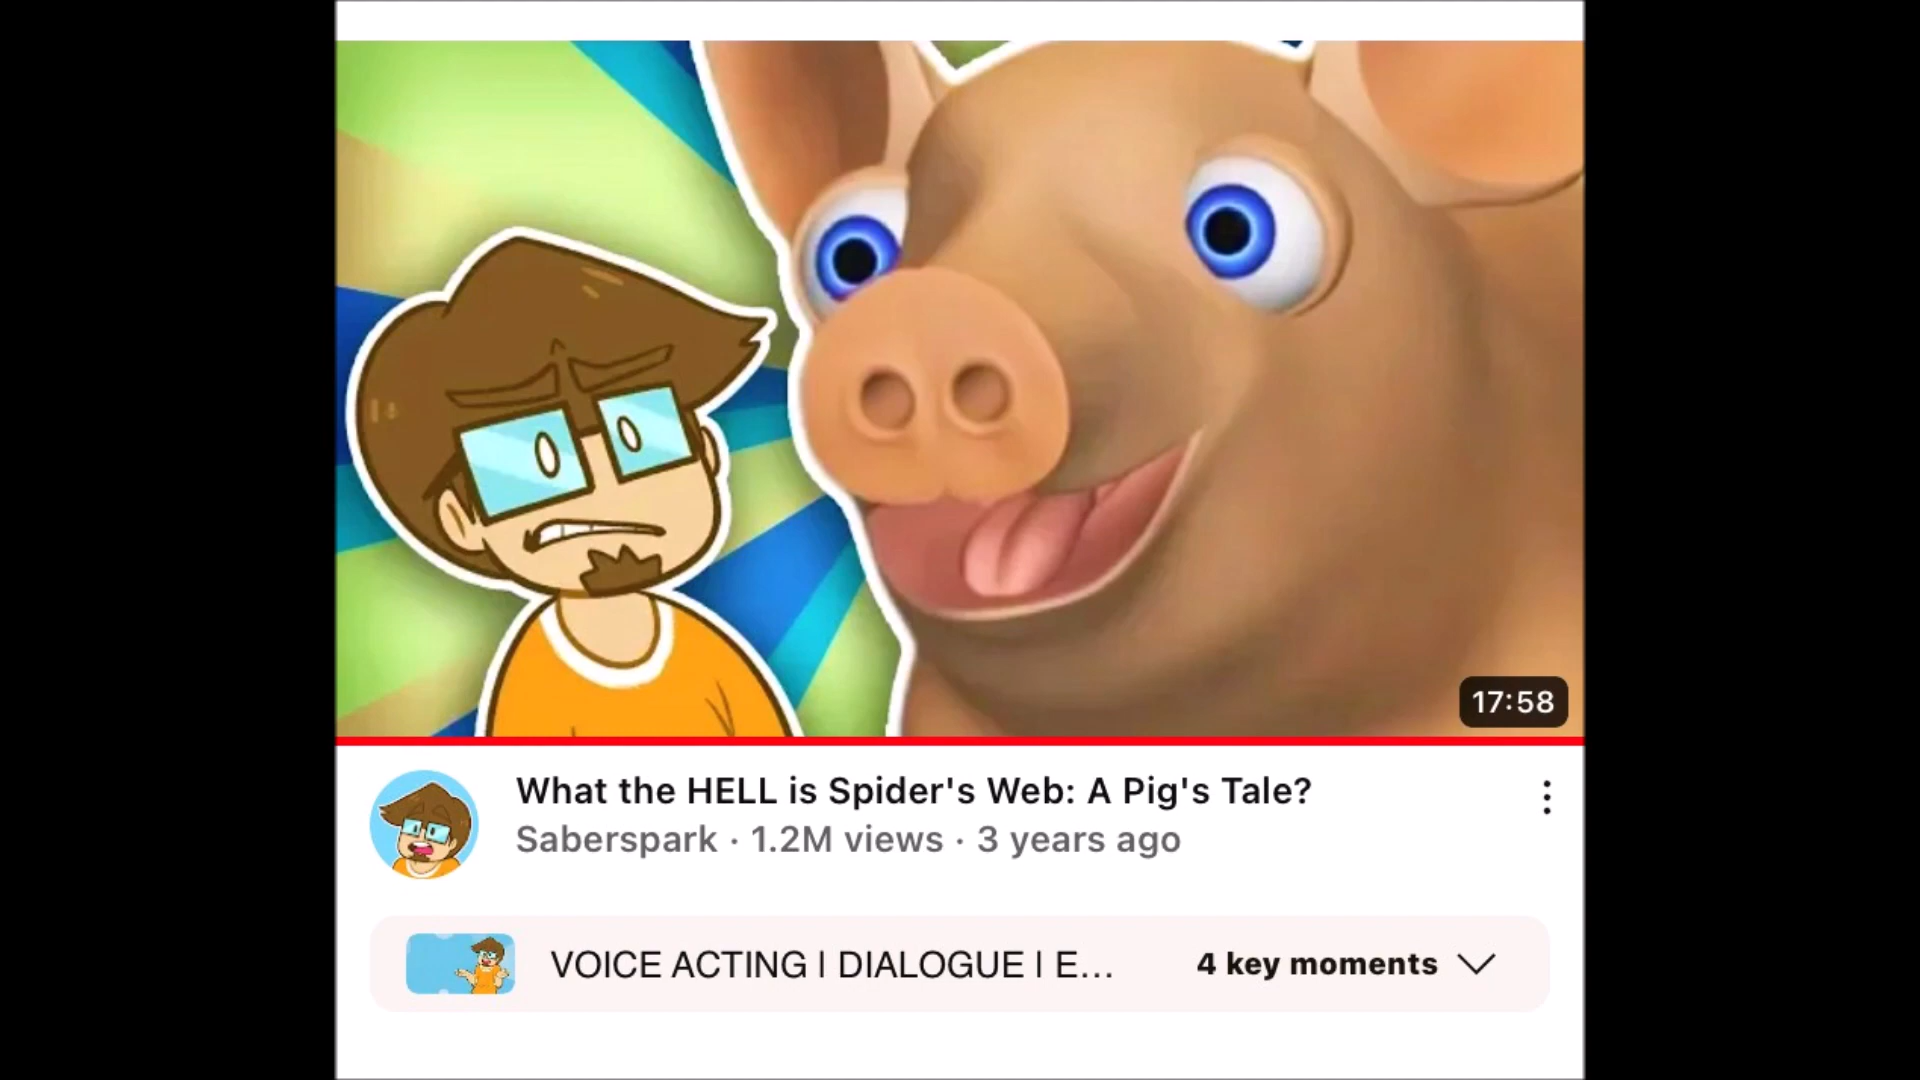 17:58
What the HELL is Spider's Web: A Pig's Tale?
Saberspark · 1.2M views · 3 years ago
VOICE ACTING | DIALOGUE | E... 4 key moments